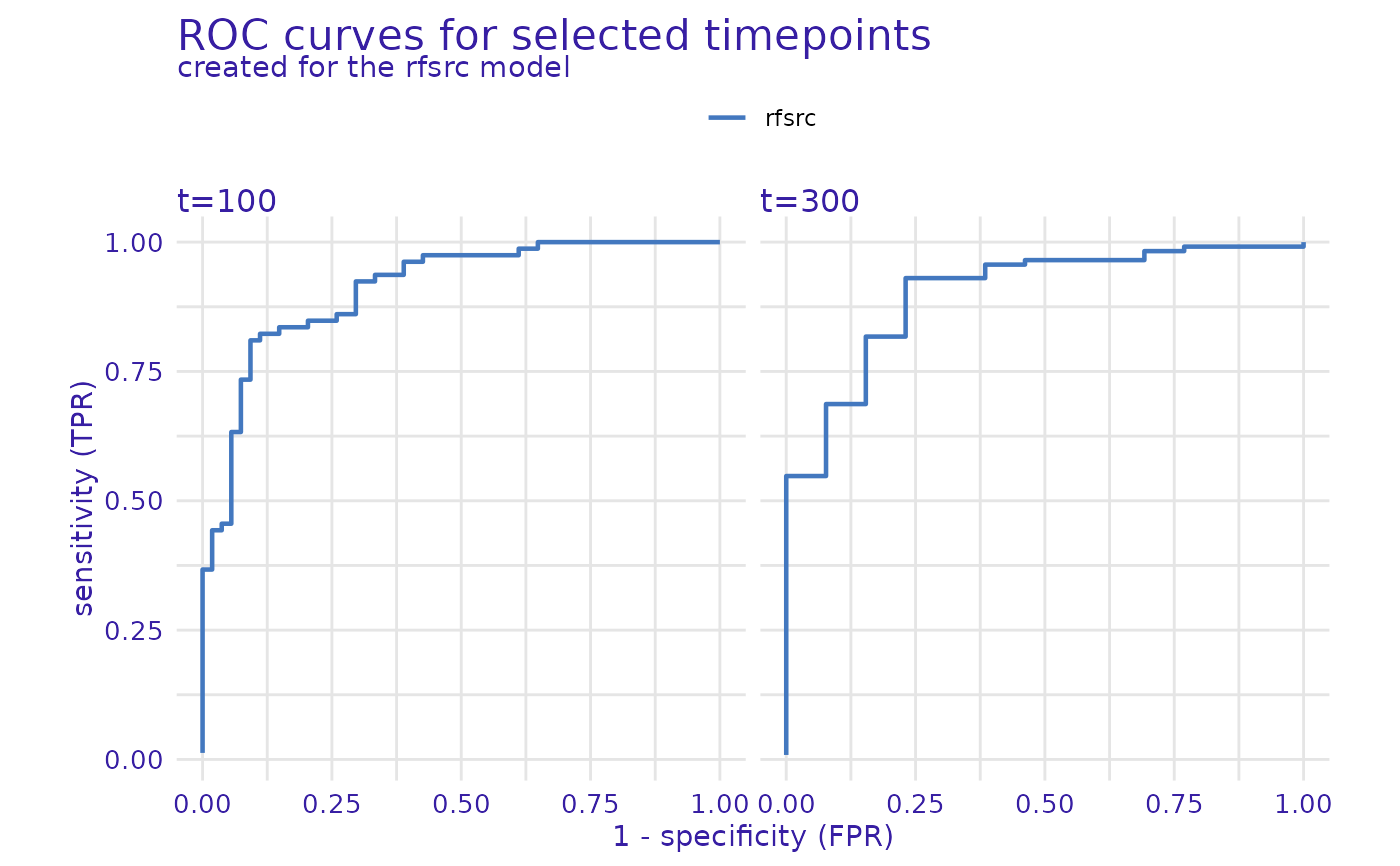 ROC curves for selected timepoints
created for the rfsrc model
rfsrc
t=100
t=300
sensitivity (TPR)
1.00
0.75
0.50
0.25
0.00
0.00 0.25 0.50 0.75 1.00
0.00 0.25 0.50 0.75 1.00
1 - specificity (FPR)